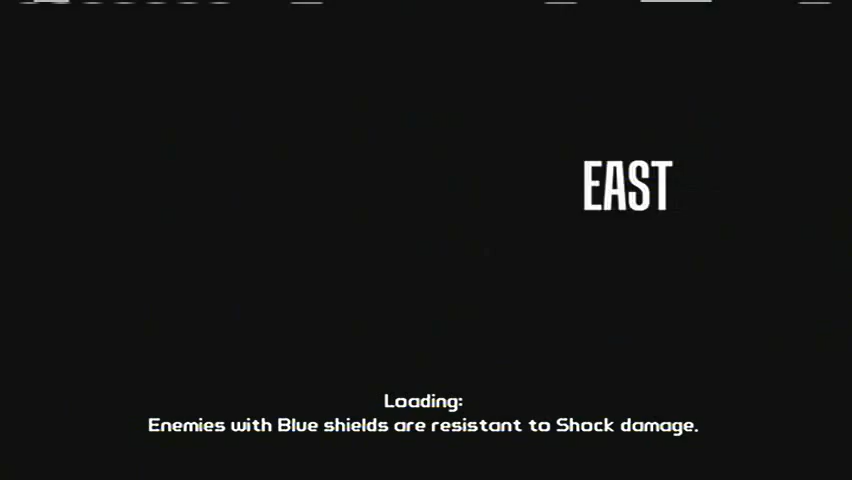 EAST
Loading:
Enemies with Blue shields are resistant to Shock damage.